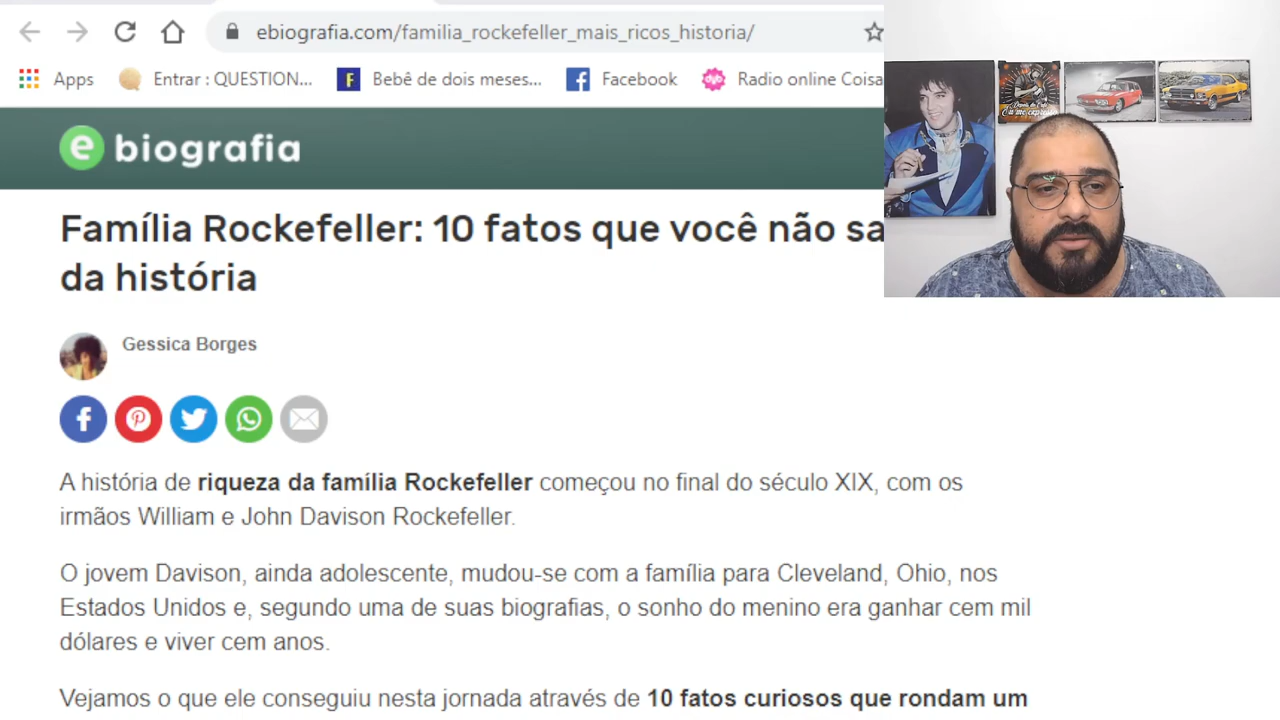 ebiografia.com/familia_rockefeller_mais_ricos_historia/
Apps
Entrar : QUESTION...
Bebê de dois meses...
Facebook
Radio online Coisa
e biografia
Família Rockefeller: 10 fatos que você não sa
da história
Gessica Borges
A história de riqueza da família Rockefeller começou no final do século XIX, com os
irmãos William e John Davison Rockefeller.
O jovem Davison, ainda adolescente, mudou-se com a família para Cleveland, Ohio, nos
Estados Unidos e, segundo uma de suas biografias, o sonho do menino era ganhar cem mil
dólares e viver cem anos.
Vejamos o que ele conseguiu nesta jornada através de 10 fatos curiosos que rondam um